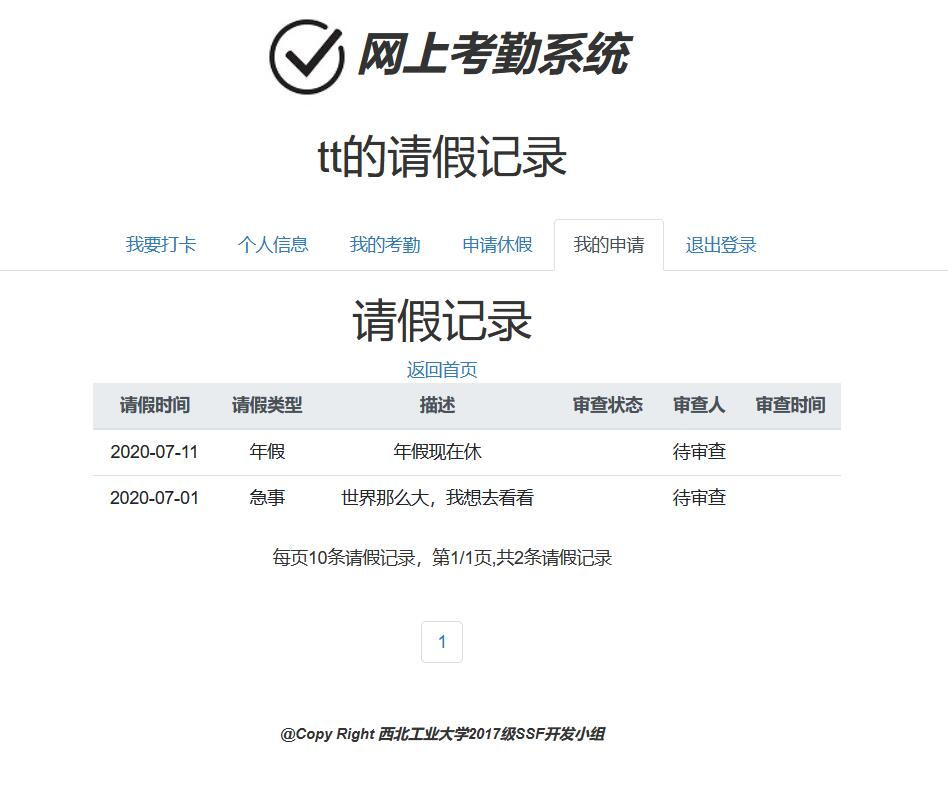 网上考勤系统
tt的请假记录
我要打卡 个人信息 我的考勤 申请休假 我的申请 退出登录
请假记录
返回首页
请假时间 请假类型 描述 审查状态 审查人 审查时间
2020-07-11 年假 年假现在休 待审查
2020-07-01 急事 世界那么大，我想去看看 待审查
每页10条请假记录，第1/1页,共2条请假记录
1
@Copy Right 西北工业大学2017级SSF开发小组